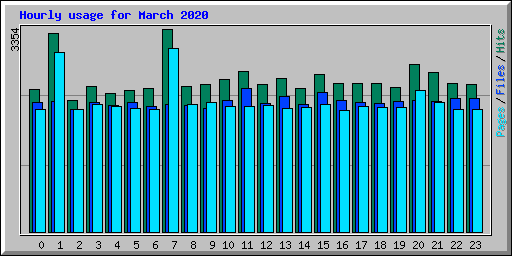 Hourly usage for March 2020
3354
Pages/Files/Hits
0 1 2 3 4 5 6 7 8 9 10 11 12 13 14 15 16 17 18 19 20 21 22 23